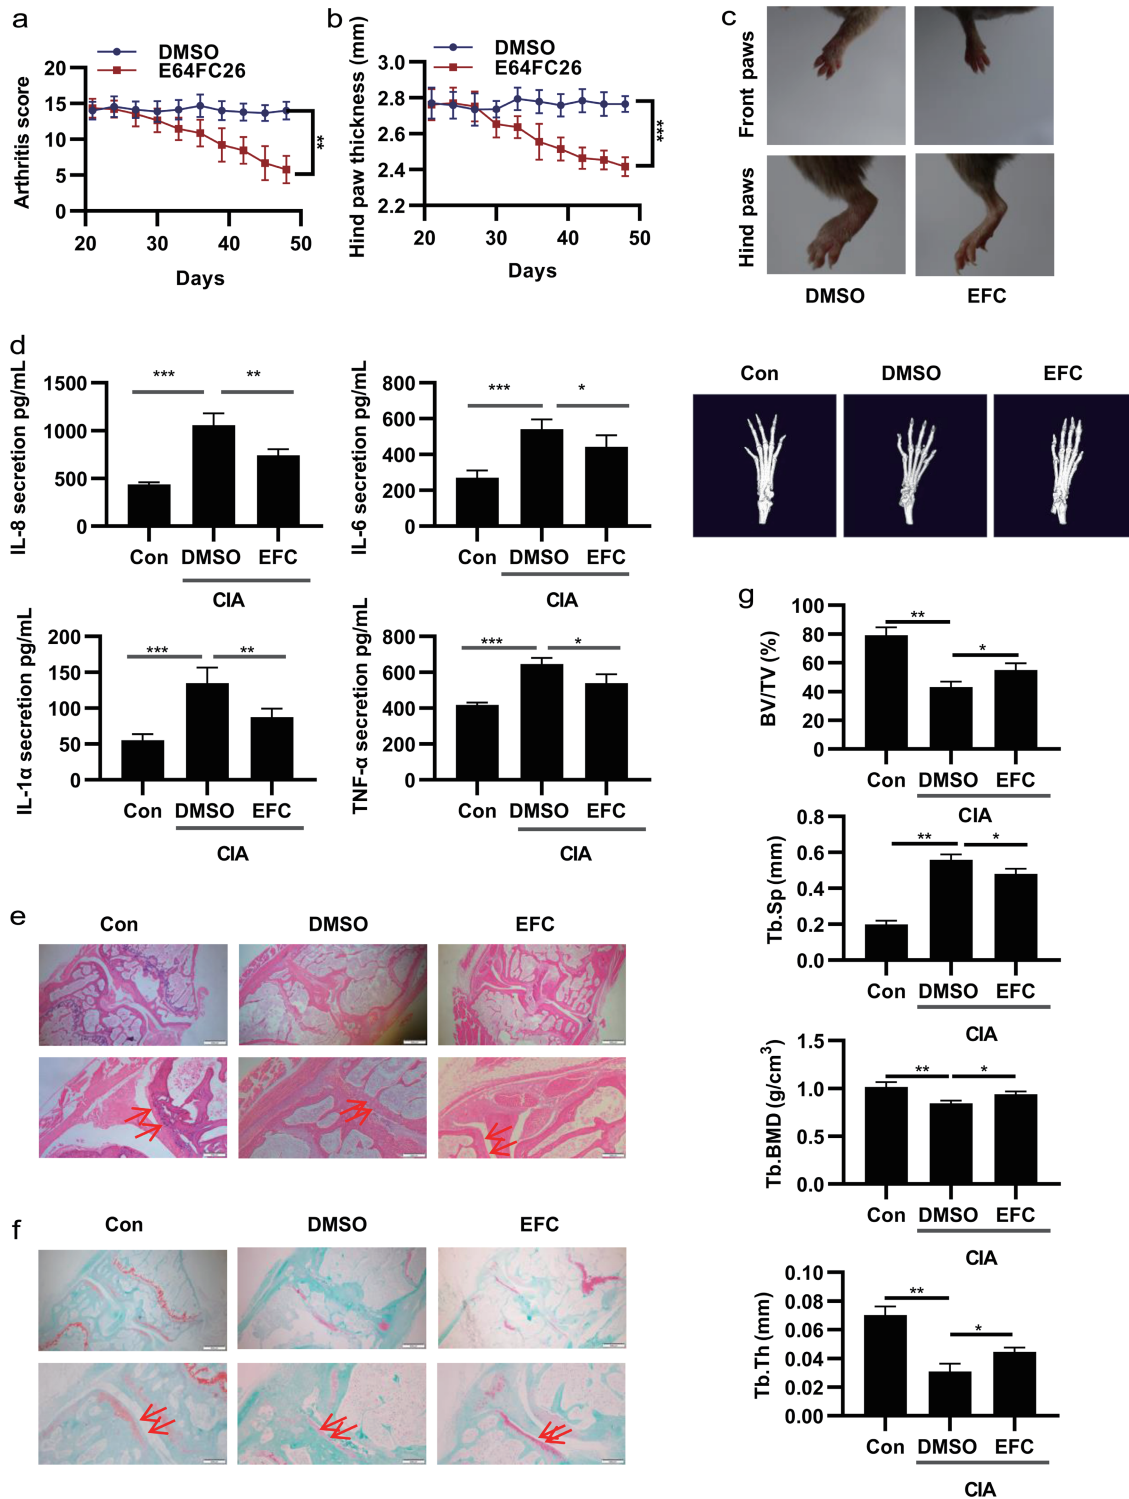 a
DMSO
E64FC26
Arthritis score
20
15
10
5
0
**
20
30
40
50
Days
b
DMSO
E64FC26
Hind paw thickness (mm)
3.0
2.8
2.6
2.4
2.2
***
20
30
40
50
Days
c
Front paws
Hind paws
DMSO
EFC
d
IL-8 secretion pg/mL
1500
1000
500
0
***
**
Con
DMSO
EFC
CIA
IL-6 secretion pg/mL
800
600
400
200
0
***
*
Con
DMSO
EFC
CIA
IL-1α secretion pg/mL
200
150
100
50
0
***
**
Con
DMSO
EFC
CIA
TNF-α secretion pg/mL
800
600
400
200
0
***
*
Con
DMSO
EFC
CIA
Con
DMSO
EFC
e
Con
DMSO
EFC
f
Con
DMSO
EFC
g
BV/TV (%)
100
80
60
40
20
0
**
*
Con
DMSO
EFC
CIA
Tb.Sp (mm)
0.8
0.6
0.4
0.2
0.0
**
*
Con
DMSO
EFC
CIA
Tb.BMD (g/cm³)
1.5
1.0
0.5
0.0
**
*
Con
DMSO
EFC
CIA
Tb.Th (mm)
0.10
0.08
0.06
0.04
0.02
0.00
**
*
Con
DMSO
EFC
CIA